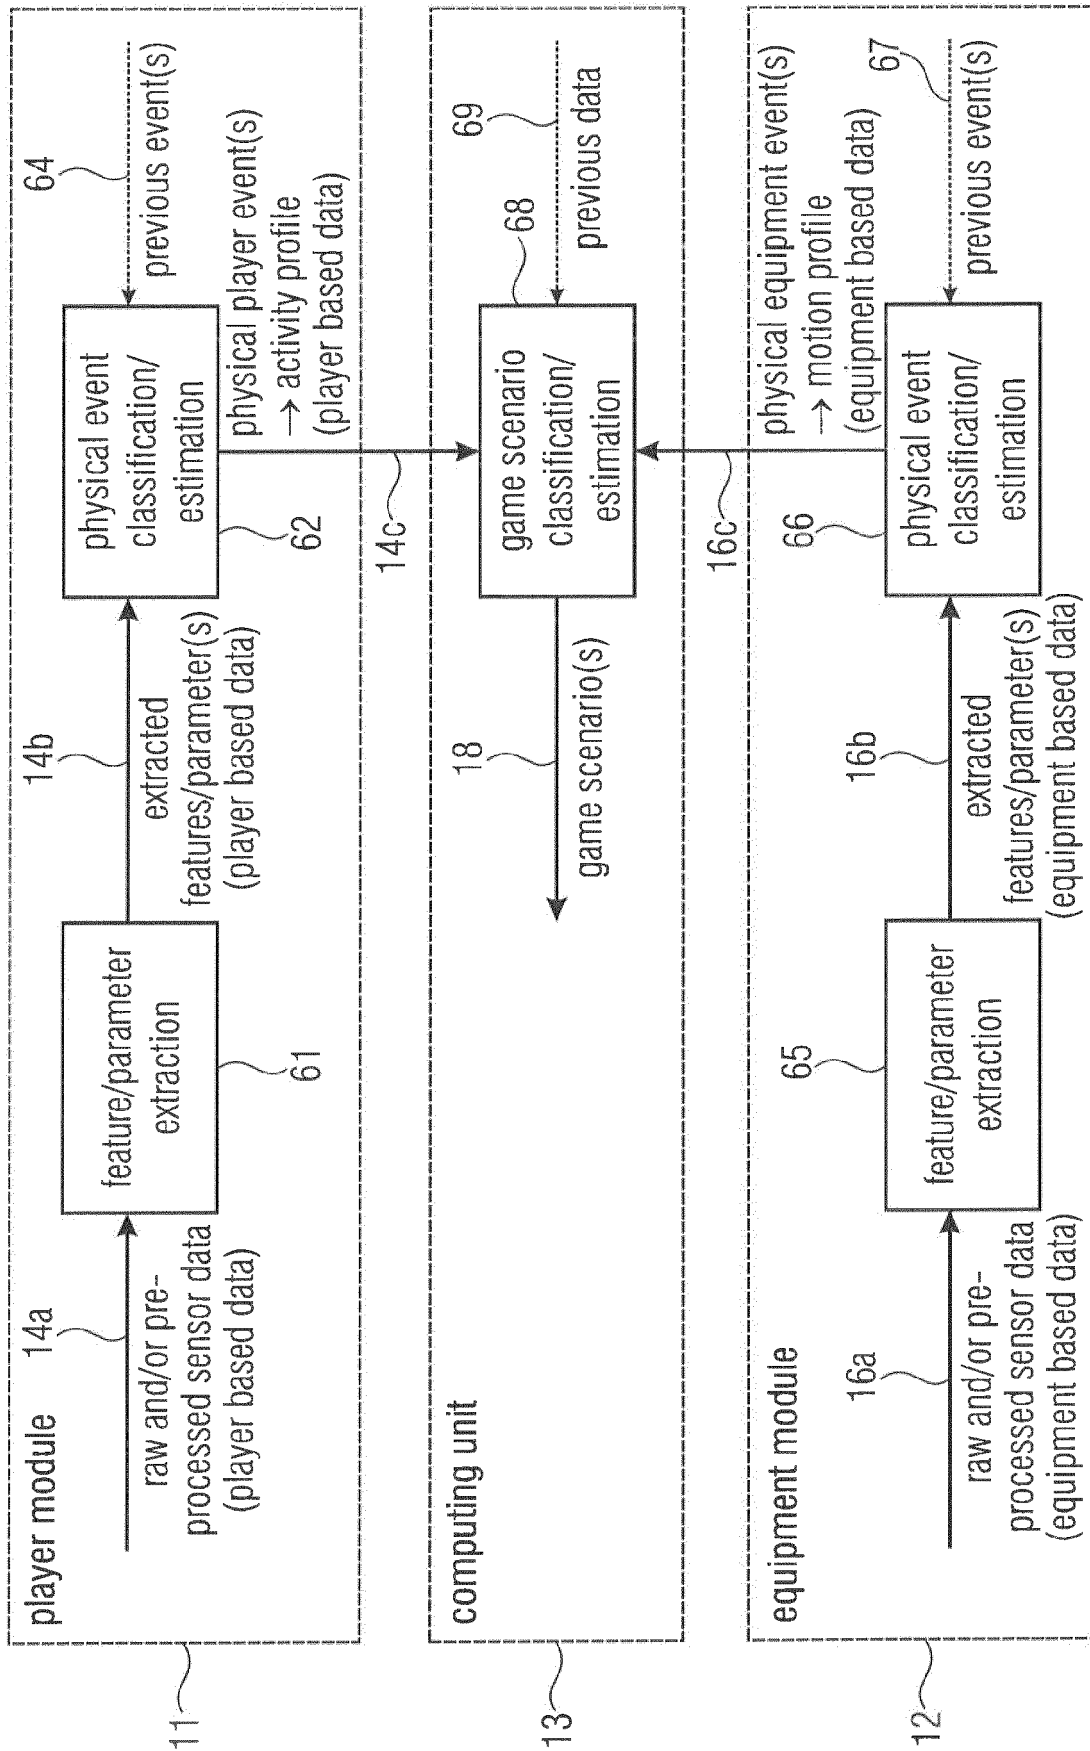 player module
11
14a
raw and/or pre-
processed sensor data
(player based data)
feature/parameter
extraction
61
14b
extracted
features/parameter(s)
(player based data)
physical event
classification/
estimation
62
64
previous event(s)
physical player event(s)
→ activity profile
(player based data)
14c
computing unit
13
18
game scenario(s)
game scenario
classification/
estimation
68
69
previous data
16c
equipment module
12
16a
raw and/or pre-
processed sensor data
(equipment based data)
feature/parameter
extraction
65
16b
extracted
features/parameter(s)
(equipment based data)
physical event
classification/
estimation
66
physical equipment event(s)
→ motion profile
(equipment based data)
67
previous event(s)